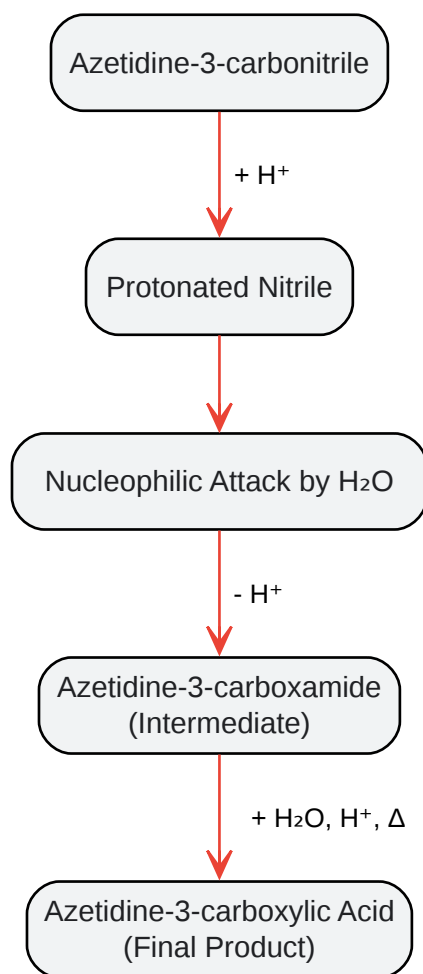 Azetidine-3-carbonitrile
+ H⁺
Protonated Nitrile
Nucleophilic Attack by H₂O
- H⁺
Azetidine-3-carboxamide
(Intermediate)
+ H₂O, H⁺, Δ
Azetidine-3-carboxylic Acid
(Final Product)